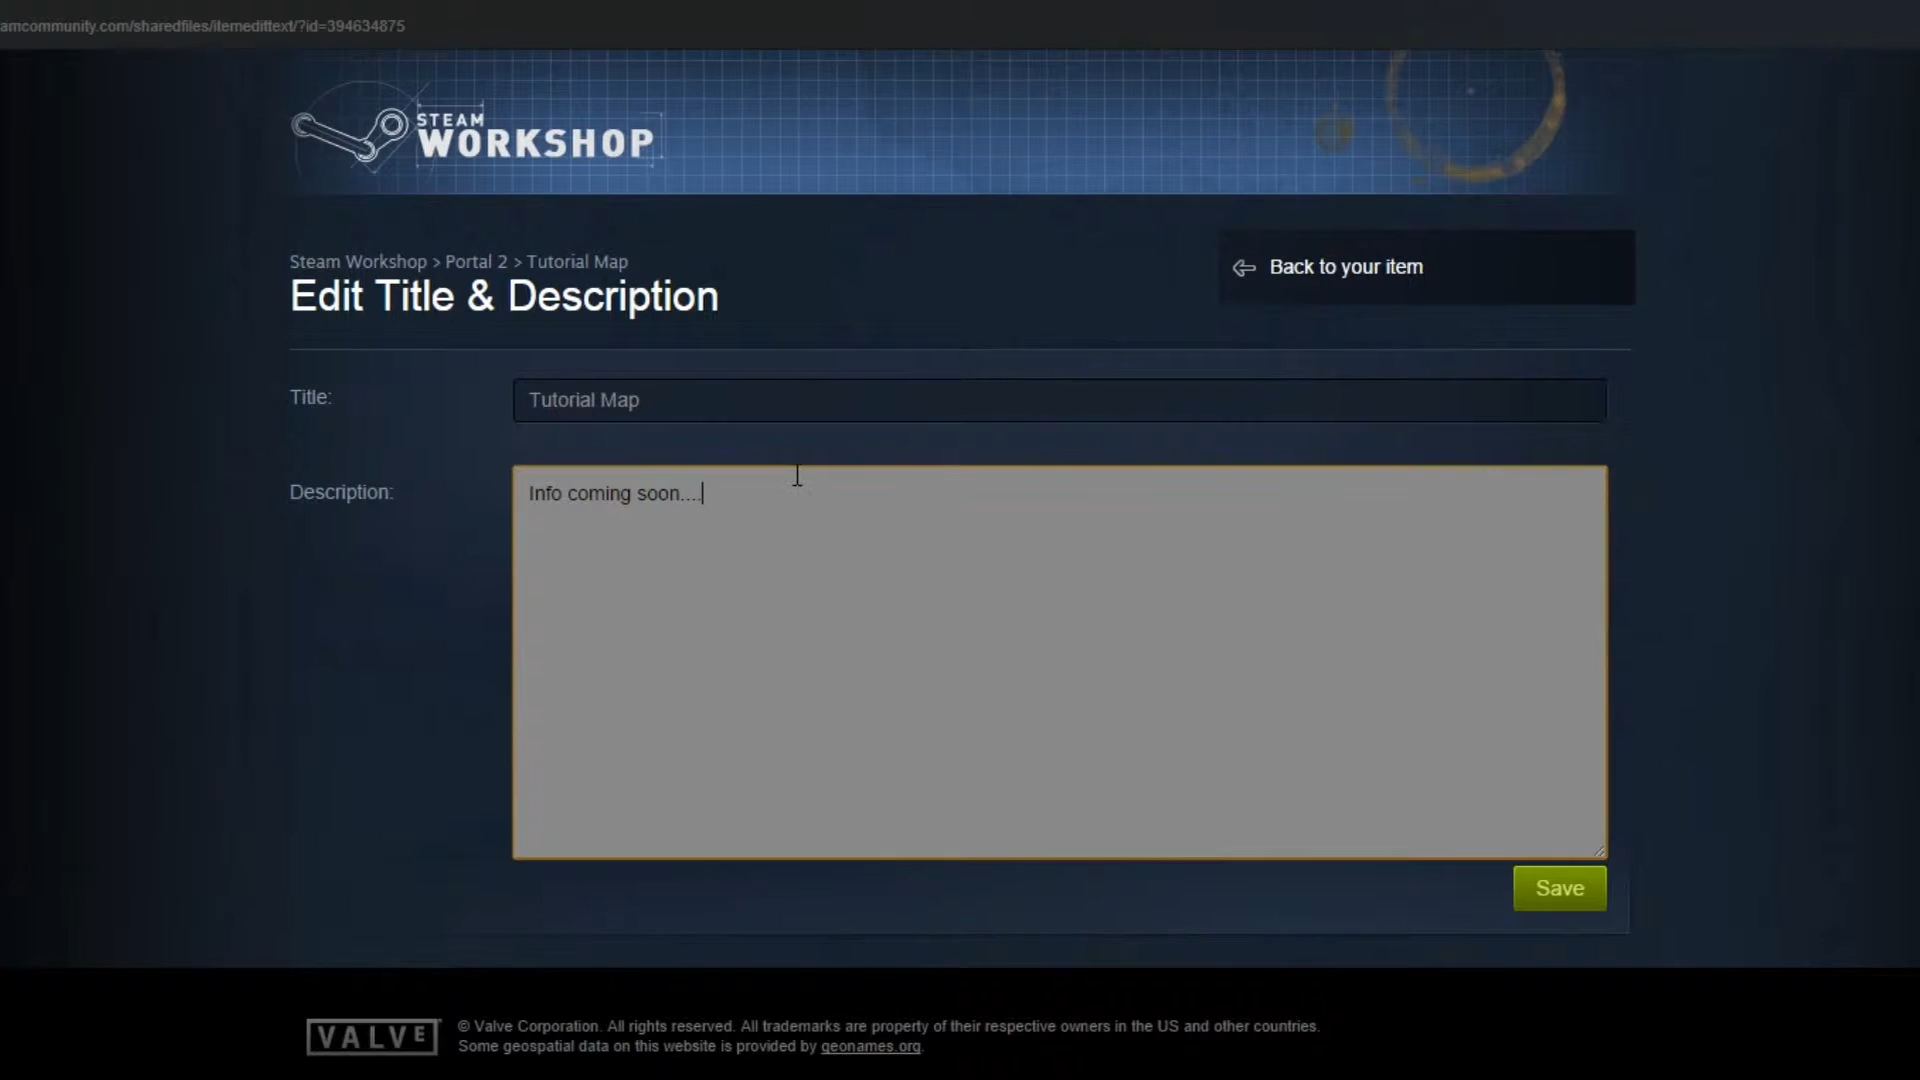 amcommunity.com/sharedfiles/itemedittext/?id=394634875
STEAM
WORKSHOP
Steam Workshop > Portal 2 > Tutorial Map
Edit Title & Description
Back to your item
Title:
Tutorial Map
Description:
Info coming soon....
Save
VALVE
© Valve Corporation. All rights reserved. All trademarks are property of their respective owners in the US and other countries.
Some geospatial data on this website is provided by geonames.org.